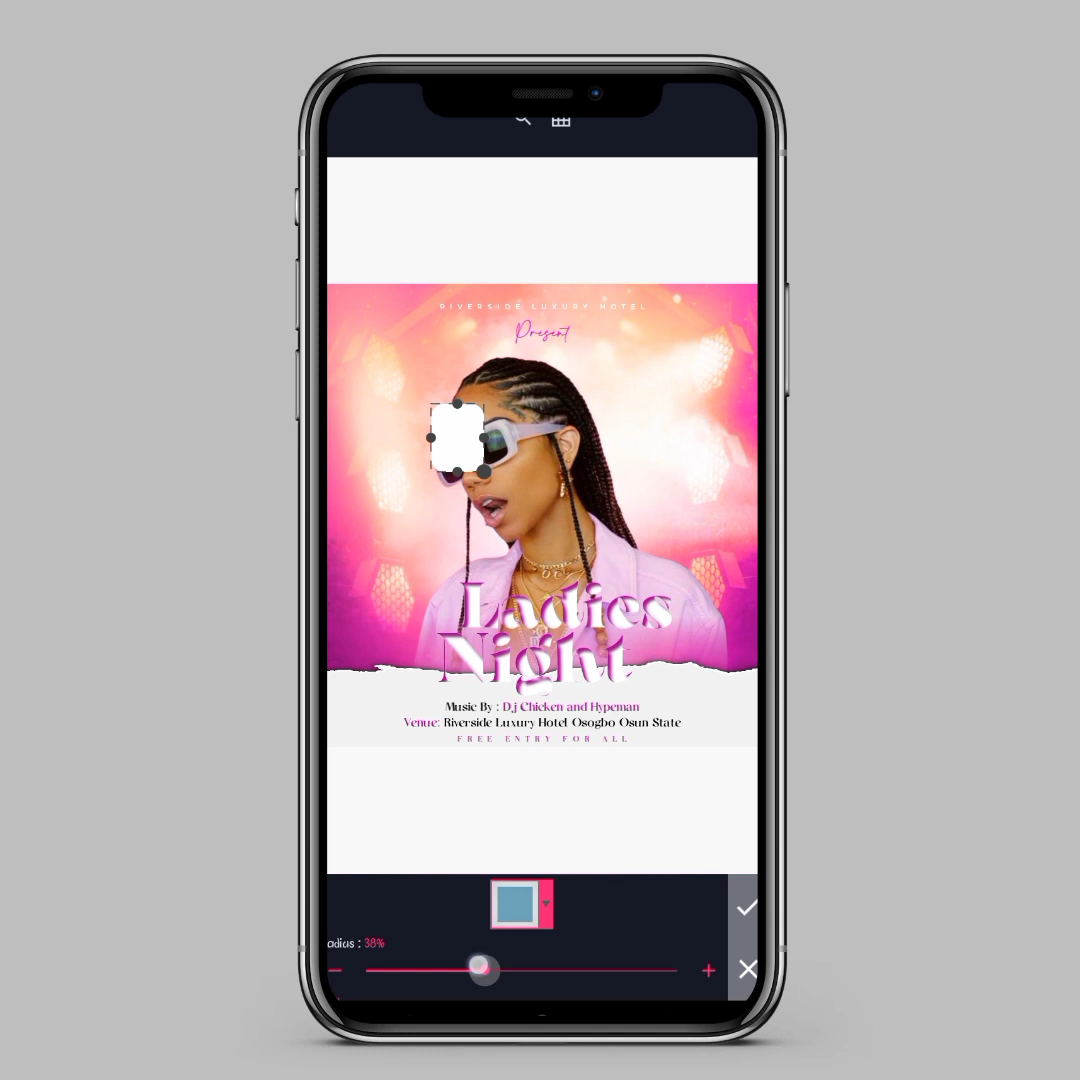 RIVERSIDE LUXURY HOTEL
Present
Ladies
Night
Music By : Dj Chicken and Hypeman
Venue: Riverside Luxury Hotel Osogbo Osun State
FREE ENTRY FOR ALL
adius : 38%